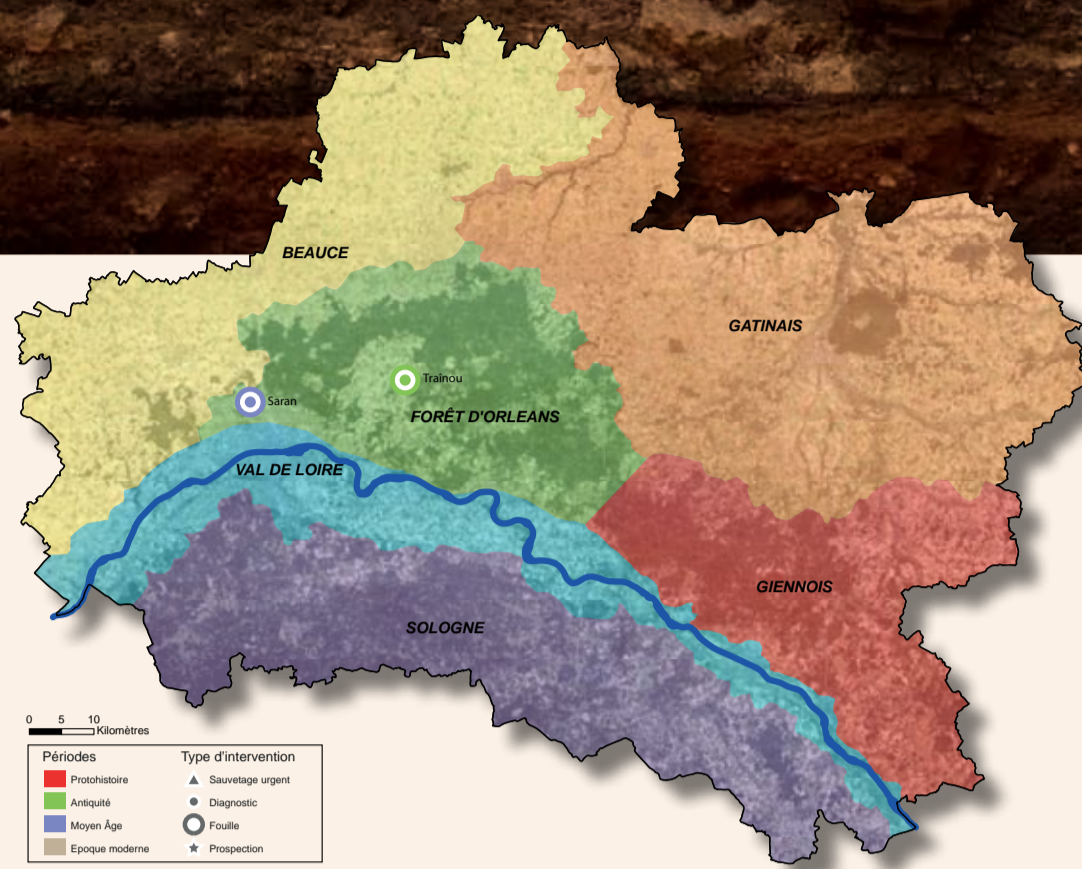 BEAUCE
GATINAIS
Traînou
Saran
FORÊT D'ORLEANS
VAL DE LOIRE
GIENNOIS
SOLOGNE
0 5 10
Kilomètres
Périodes
Protohistoire
Antiquité
Moyen Âge
Epoque moderne
Type d'intervention
Sauvetage urgent
Diagnostic
Fouille
Prospection